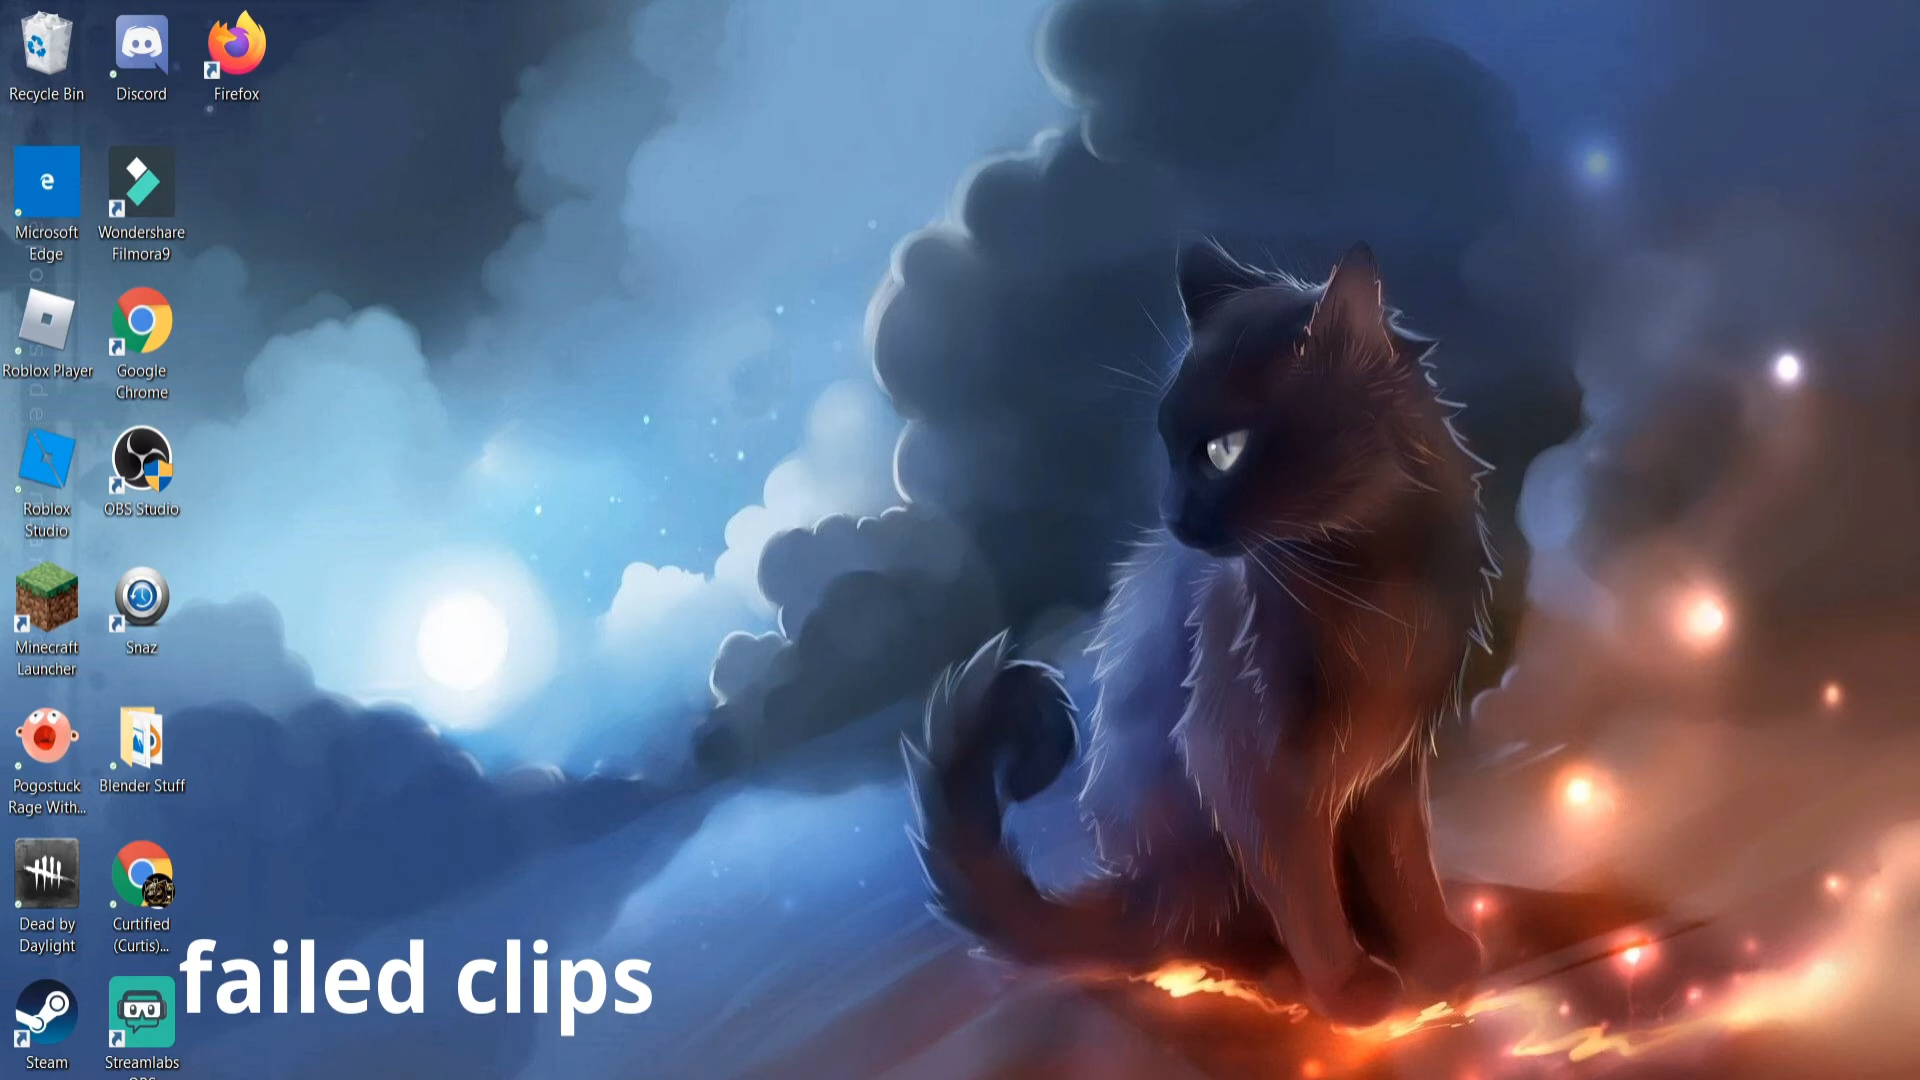 Recycle Bin
Discord
Firefox
Microsoft
Edge
Wondershare
Filmora9
Roblox Player
Google
Chrome
Roblox
Studio
OBS Studio
Minecraft
Launcher
Snaz
Pogostuck
Rage With...
Blender Stuff
Dead by
Daylight
Curtified
(Curtis)...
failed clips
Steam
Streamlabs
OBS